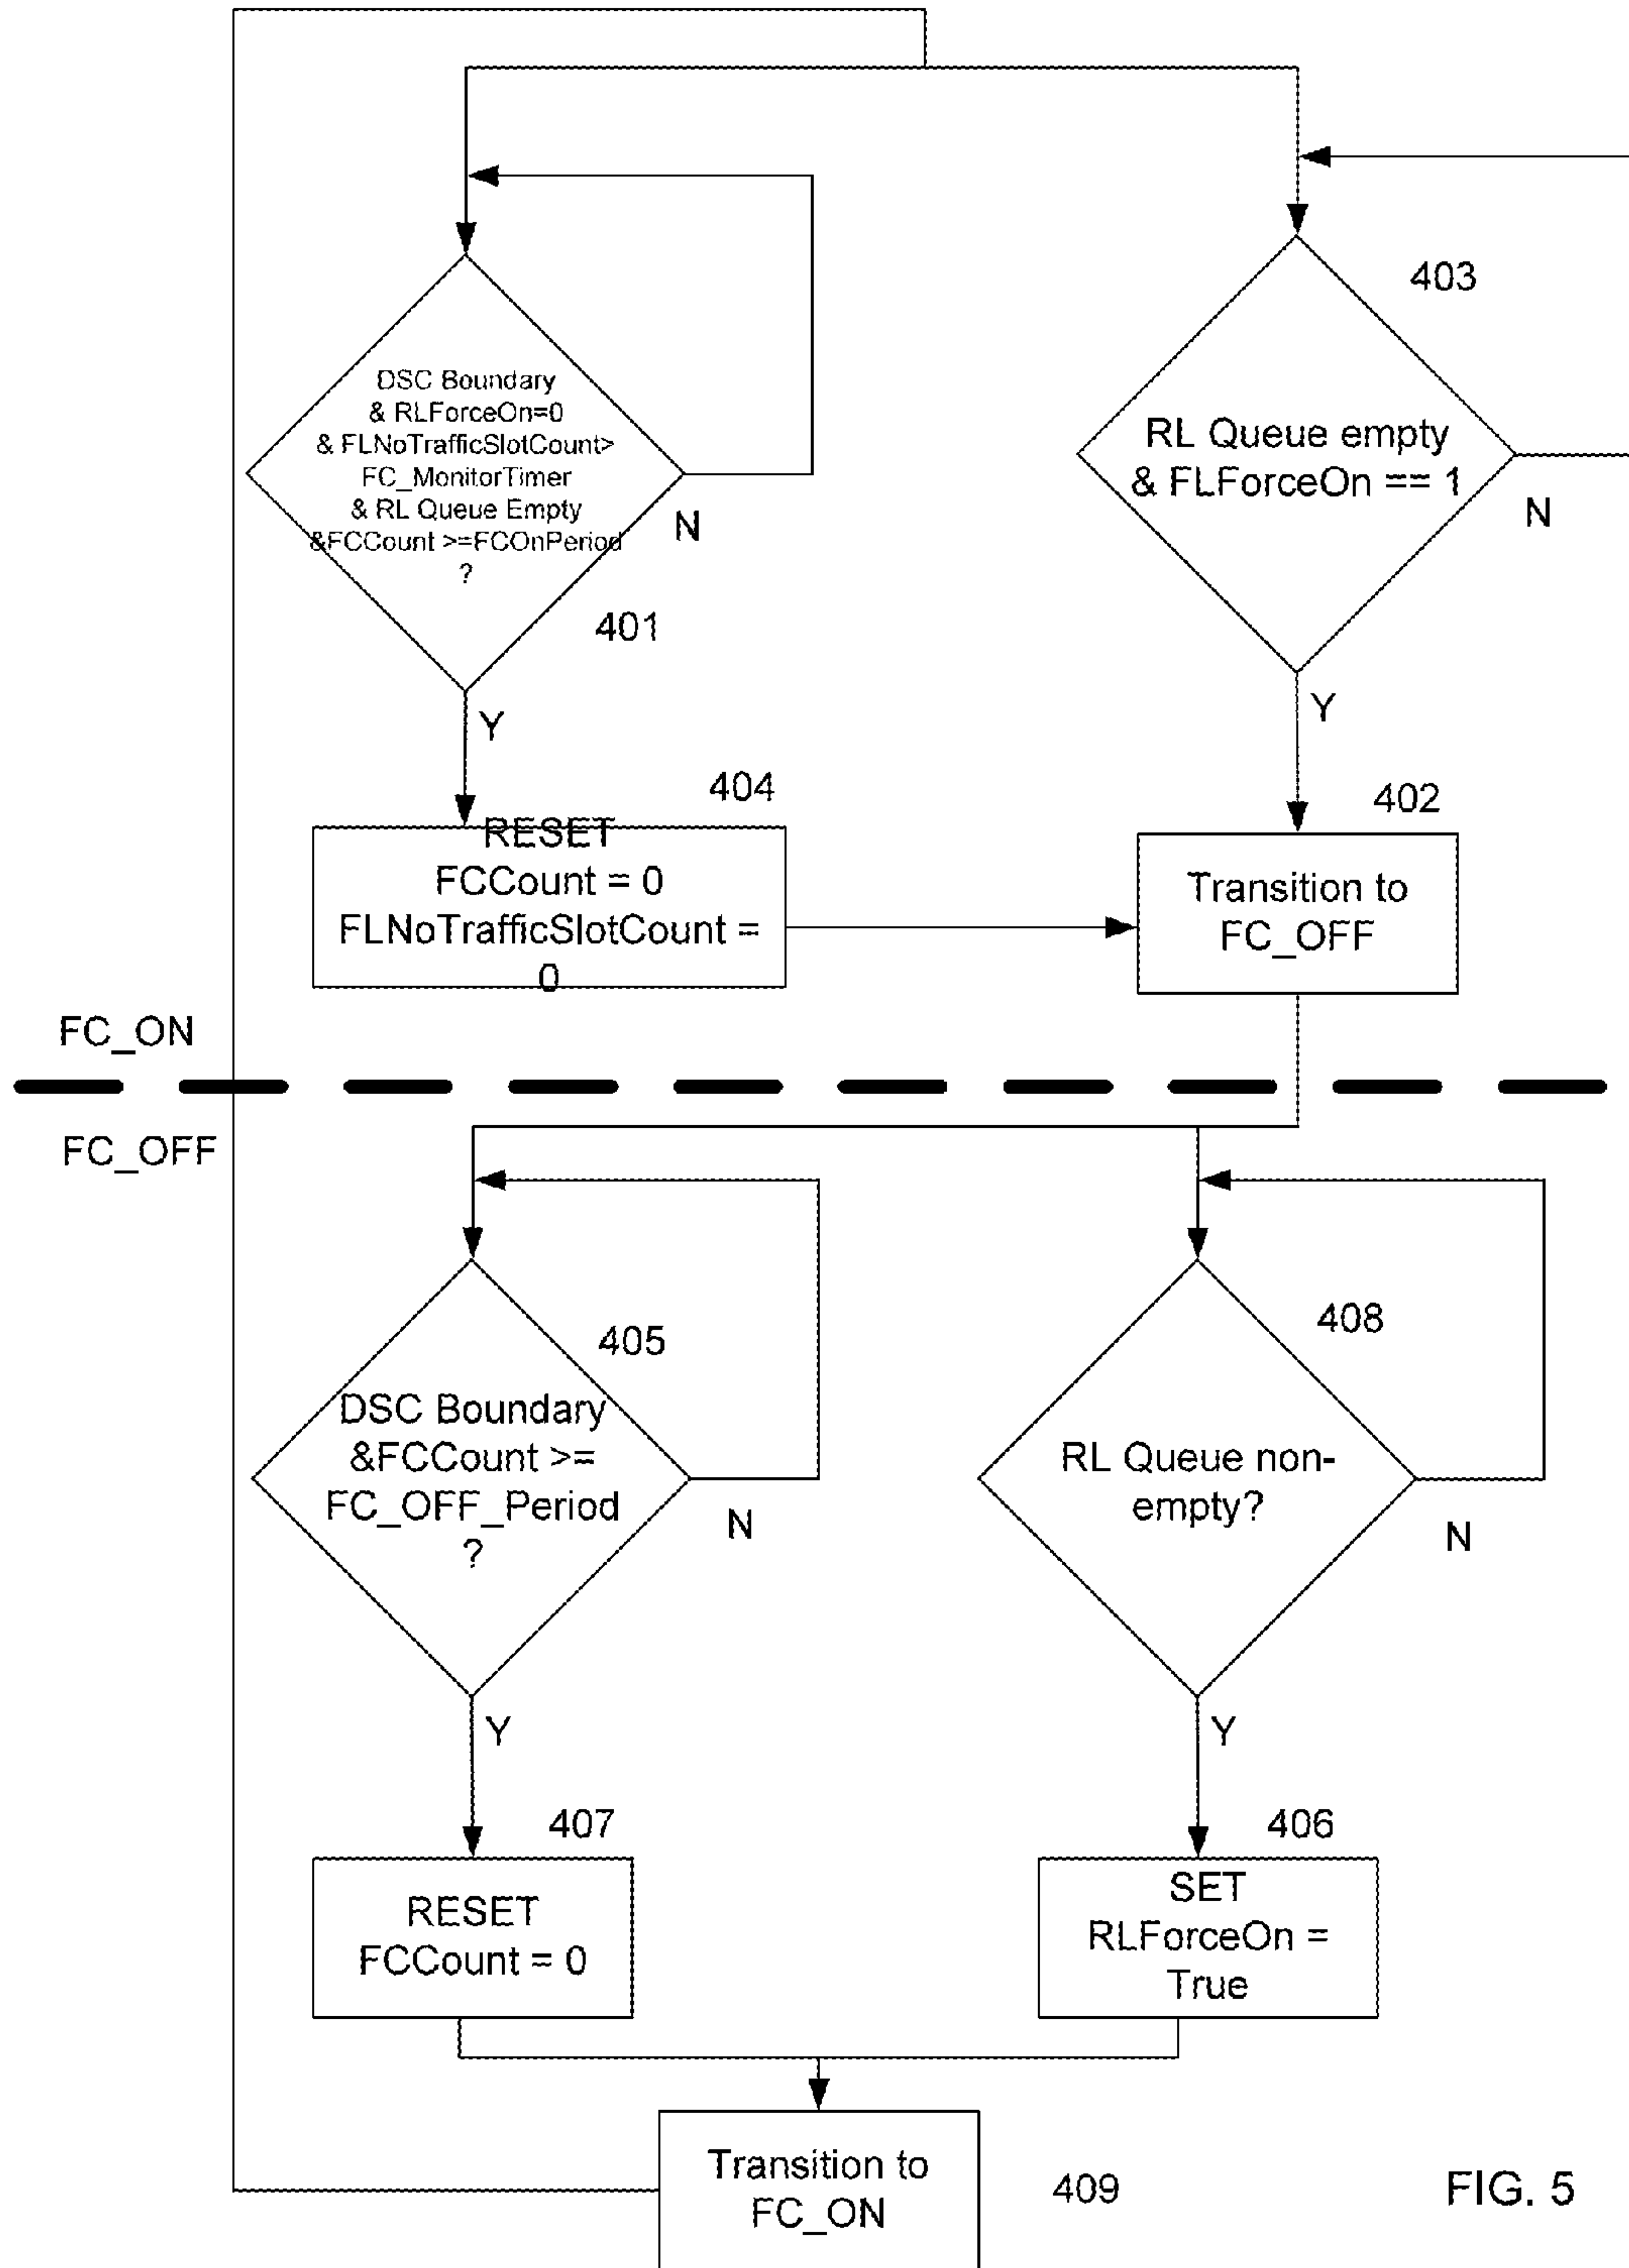 403
DSC Boundary
& RLForceOn=0
& FLNoTrafficSlotCount>
FC_MonitorTimer
& RL Queue Empty
&FCCount >=FCOnPeriod
?
N
401
Y
RL Queue empty
& FLForceOn == 1
N
Y
404
RESET
FCCount = 0
FLNoTrafficSlotCount =
0
402
Transition to
FC_OFF
FC_ON
FC_OFF
405
DSC Boundary
&FCCount >=
FC_OFF_Period
?
N
Y
408
RL Queue non-
empty?
N
Y
407
RESET
FCCount = 0
406
SET
RLForceOn =
True
Transition to
FC_ON
409
FIG. 5